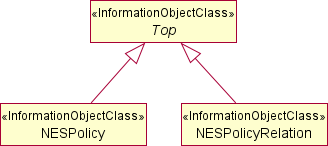 «InformationObjectClass»
Top
«InformationObjectClass»
NESPolicy
«InformationObjectClass»
NESPolicyRelation